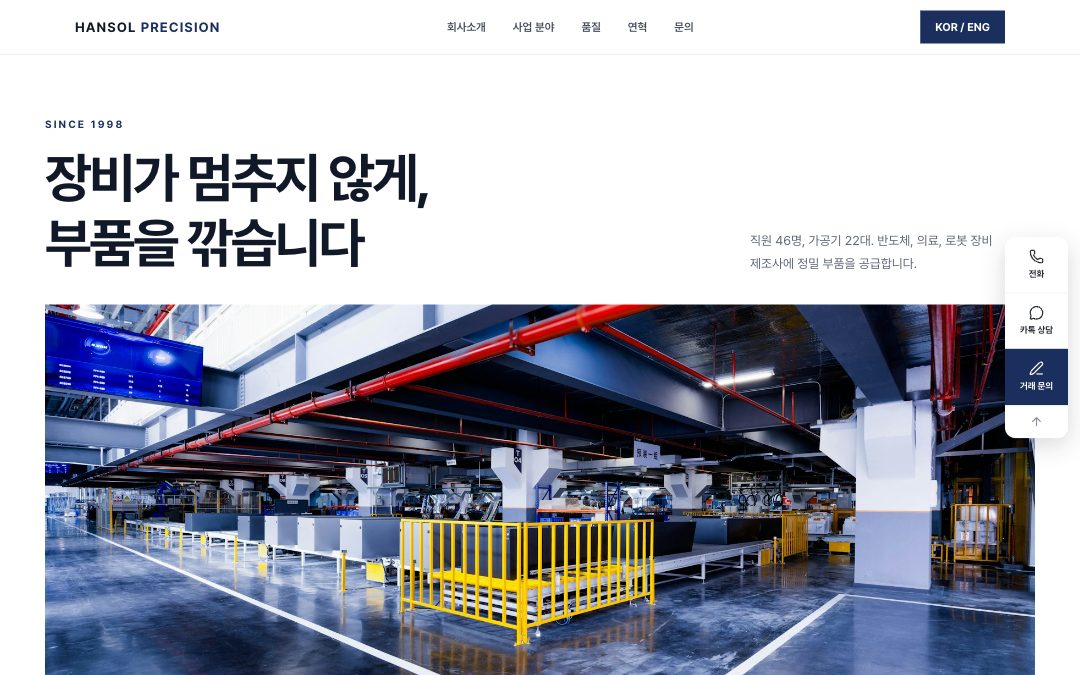 HANSOL PRECISION
회사소개
사업 분야
품질
연혁
문의
KOR / ENG
SINCE 1998
장비가 멈추지 않게,
부품을 깎습니다
직원 46명, 가공기 22대. 반도체, 의료, 로봇 장비
제조사에 정밀 부품을 공급합니다.
전화
카톡 상담
거래 문의